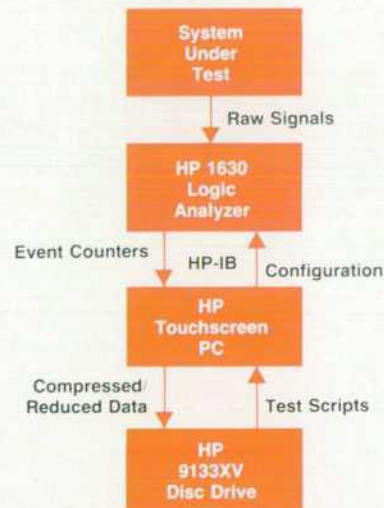 System
Under
Test
Raw Signals
HP 1630
Logic
Analyzer
Event Counters
HP-IB
Configuration
HP
Touchscreen
PC
Compressed/
Reduced Data
Test Scripts
HP
9133XV
Disc Drive